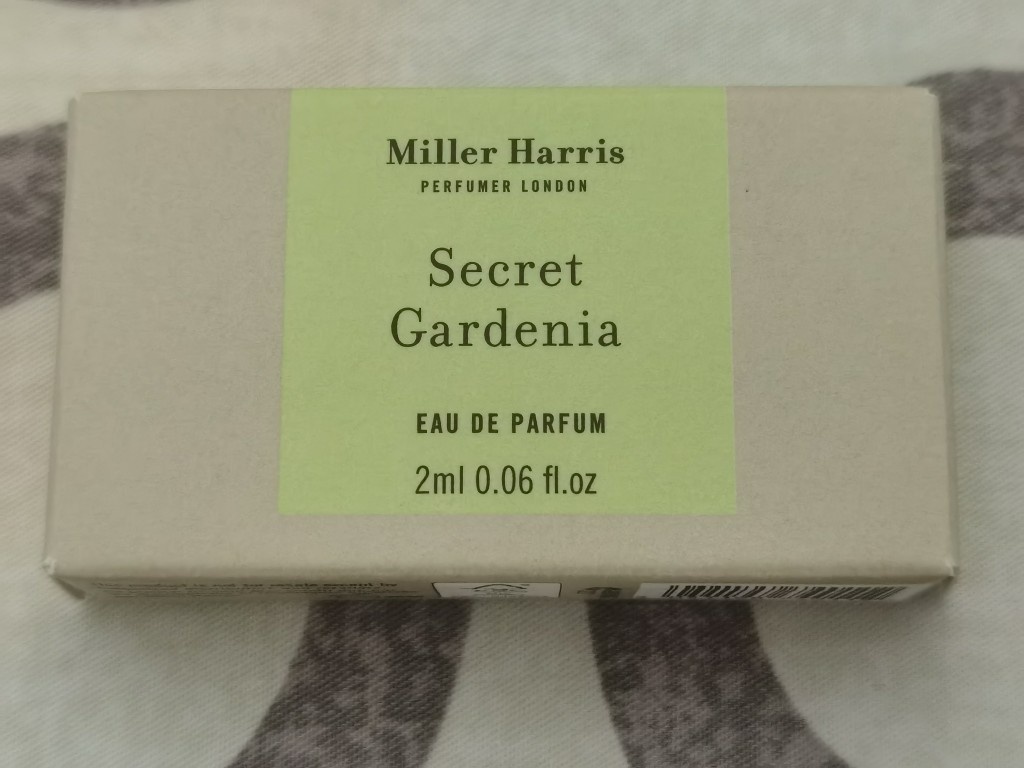 Miller Harris
PERFUMER LONDON
Secret
Gardenia
EAU DE PARFUM
2ml 0.06 fl.oz